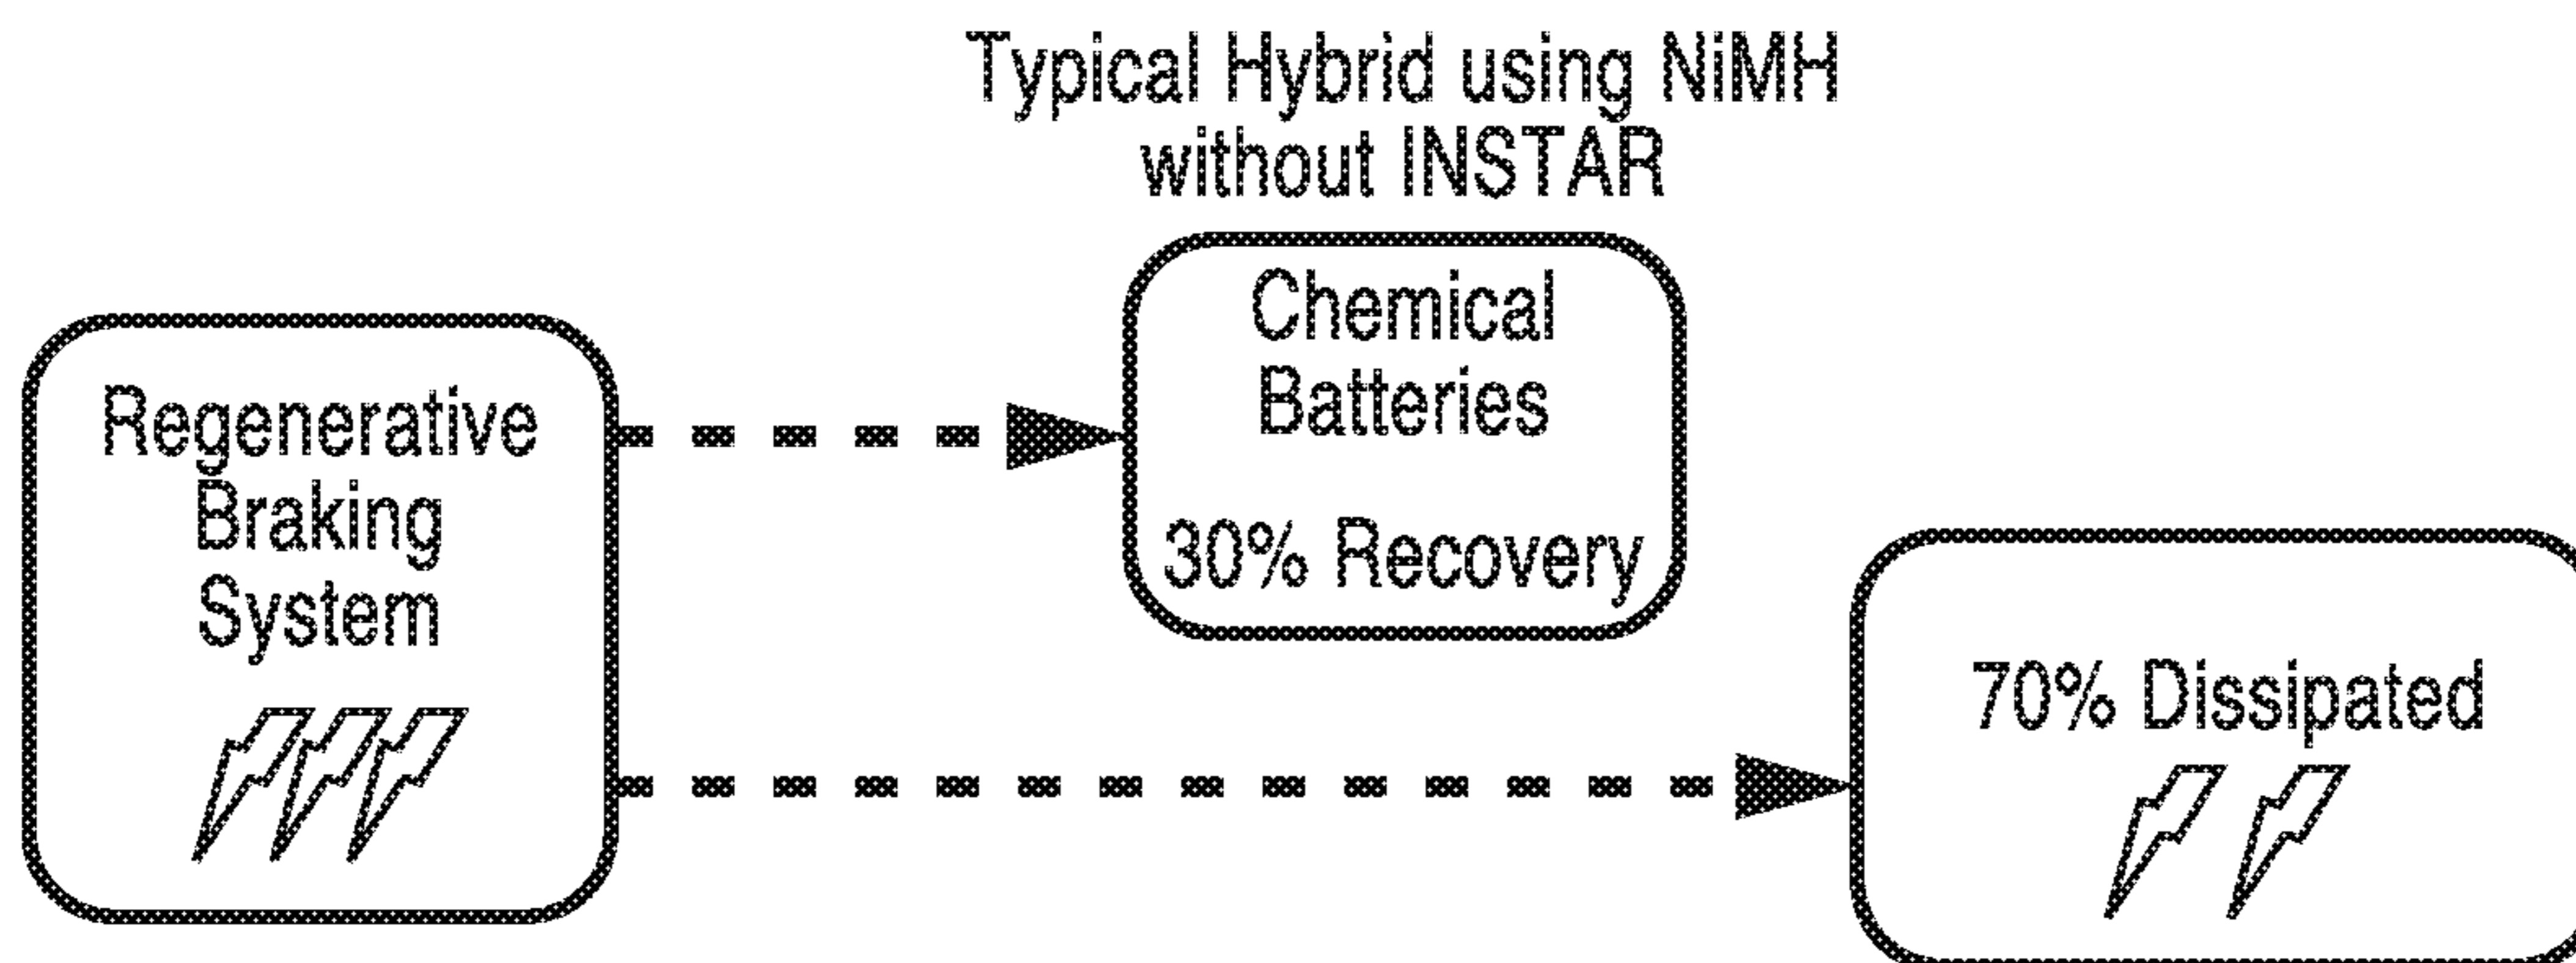 Typical Hybrid using NiMH
without INSTAR
Regenerative
Braking
System
Chemical
Batteries
30% Recovery
70% Dissipated